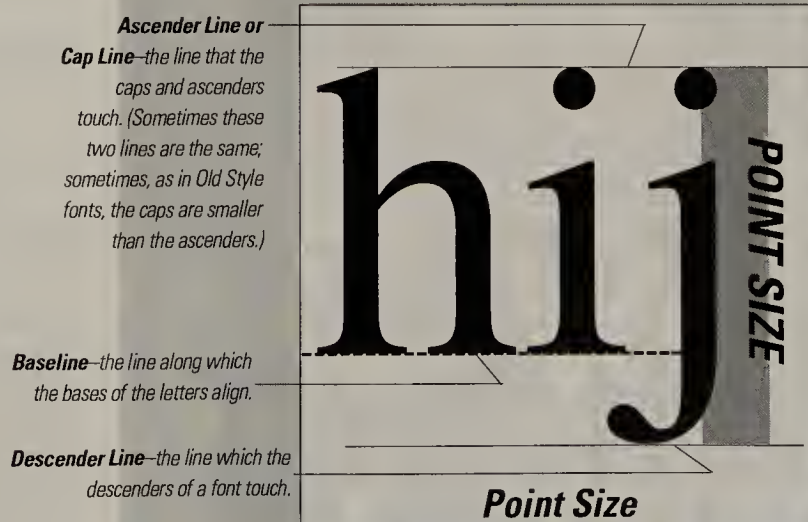 Ascender Line or
Cap Line–the line that the
caps and ascenders
touch. (Sometimes these
two lines are the same;
sometimes, as in Old Style
fonts, the caps are smaller
than the ascenders.)
hij
POINT SIZE
Baseline–the line along which
the bases of the letters align.
Descender Line–the line which the
descenders of a font touch.
Point Size